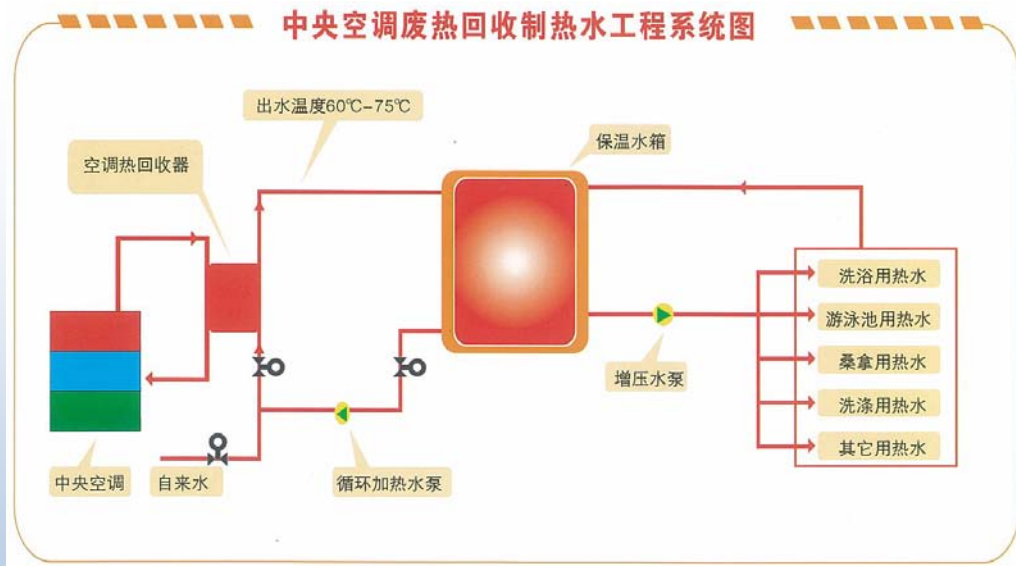 中央空调废热回收制热水工程系统图
出水温度60℃-75℃
保温水箱
空调热回收器
洗浴用热水
游泳池用热水
桑拿用热水
洗涤用热水
其它用热水
增压水泵
中央空调
自来水
循环加热水泵